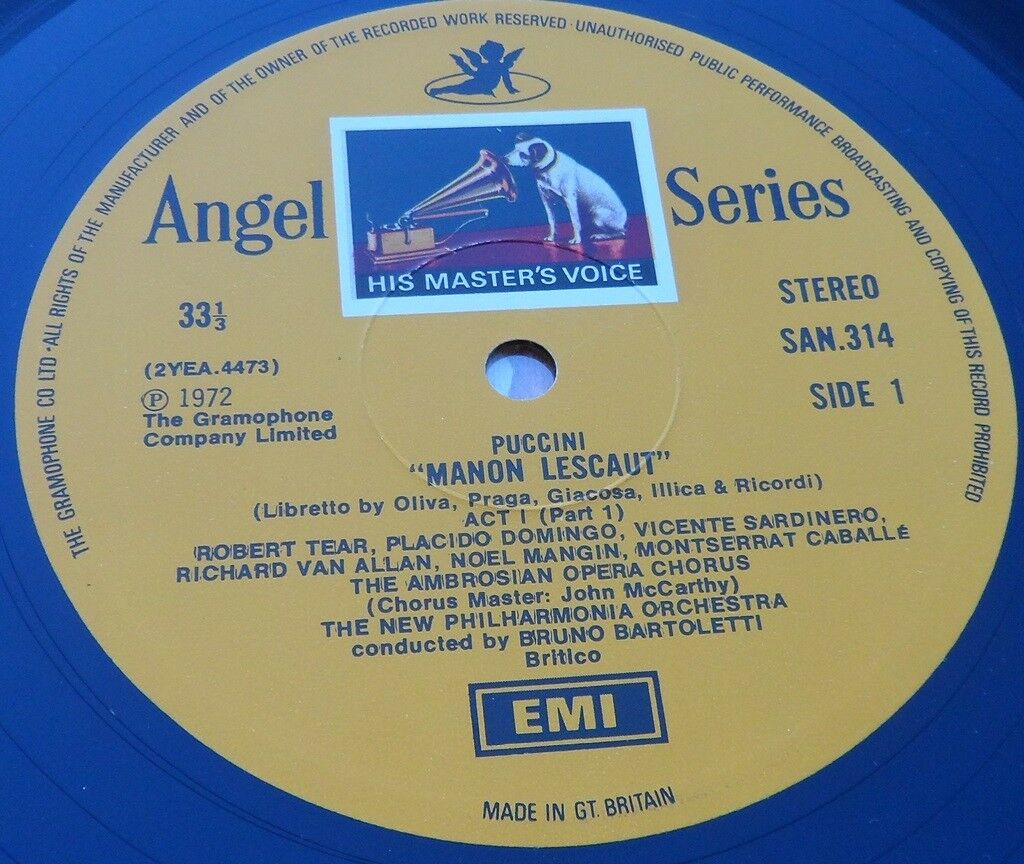 THE GRAMOPHONE CO LTD · ALL RIGHTS OF THE MANUFACTURER AND OF THE OWNER OF THE RECORDED WORK RESERVED · UNAUTHORISED PUBLIC PERFORMANCE BROADCASTING AND COPYING OF THIS RECORD PROHIBITED
Angel Series
HIS MASTER'S VOICE
33⅓
(2YEA.4473)
Ⓟ 1972
The Gramophone
Company Limited
STEREO
SAN.314
SIDE 1
PUCCINI
"MANON LESCAUT"
(Libretto by Oliva, Praga, Giacosa, Illica & Ricordi)
ACT I (Part 1)
ROBERT TEAR, PLACIDO DOMINGO, VICENTE SARDINERO,
RICHARD VAN ALLAN, NOEL MANGIN, MONTSERRAT CABALLÉ
THE AMBROSIAN OPERA CHORUS
(Chorus Master: John McCarthy)
THE NEW PHILHARMONIA ORCHESTRA
conducted by BRUNO BARTOLETTI
Britico
EMI
MADE IN GT. BRITAIN